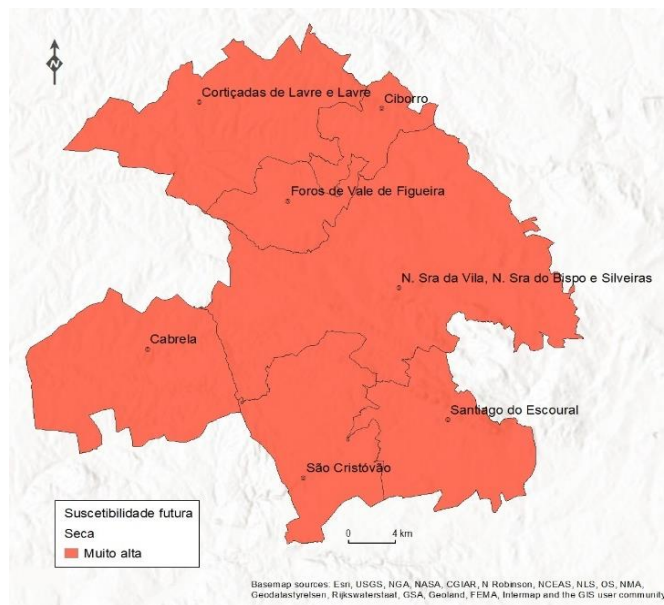 N
Cortiçadas de Lavre e Lavre
Ciborro
Foros de Vale de Figueira
N. Sra da Vila, N. Sra do Bispo e Silveiras
Cabrela
Santiago do Escoural
São Cristóvão
Suscetibilidade futura
Seca
Muito alta
0 4 km
Basemap sources: Esri, USGS, NGA, NASA, CGIAR, N Robinson, NCEAS, NLS, OS, NMA,
Geodatastyrelsen, Rijkswaterstaat, GSA, Geoland, FEMA, Intermap and the GIS user community